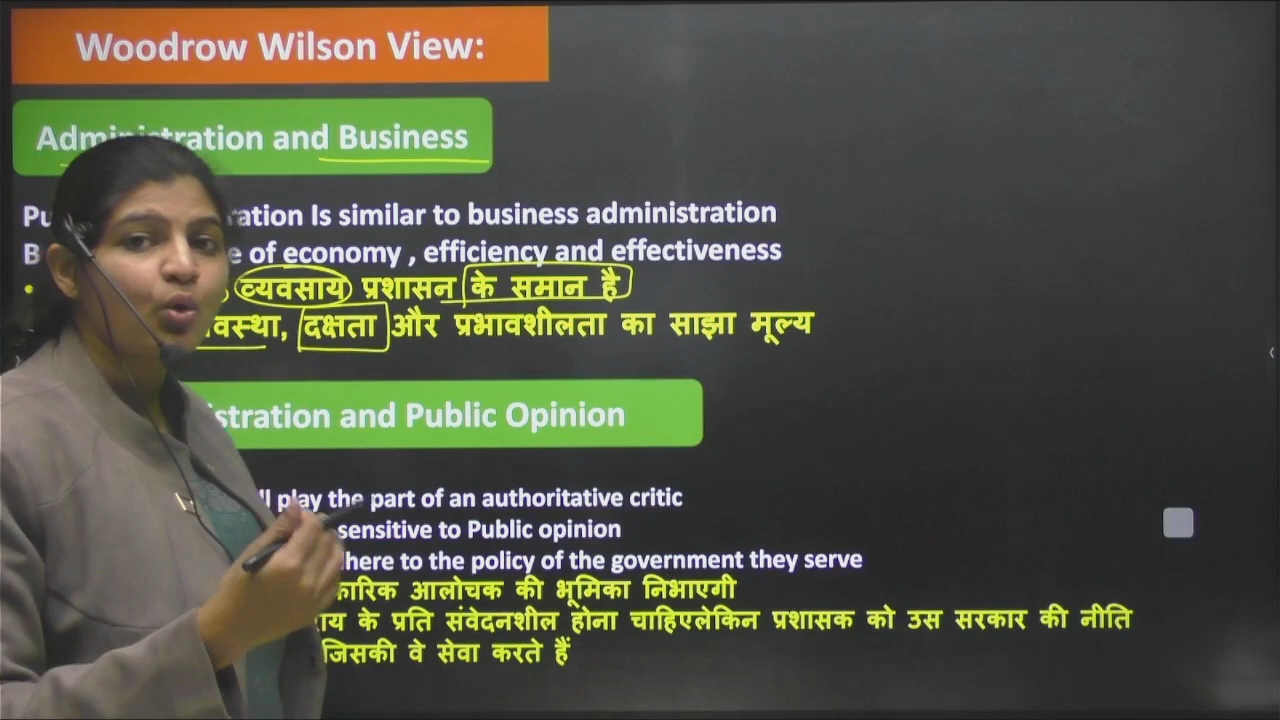 Woodrow Wilson View:
Administration and Business
ration Is similar to business administration
e of economy , efficiency and effectiveness
व्यवसाय प्रशासन के समान है
वस्था, दक्षता और प्रभावशीलता का साझा मूल्य
istration and Public Opinion
play the part of an authoritative critic
sensitive to Public opinion
here to the policy of the government they serve
कारिक आलोचक की भूमिका निभाएगी
के प्रति संवेदनशील होना चाहिएलेकिन प्रशासक को उस सरकार की नीति
जिसकी वे सेवा करते हैं